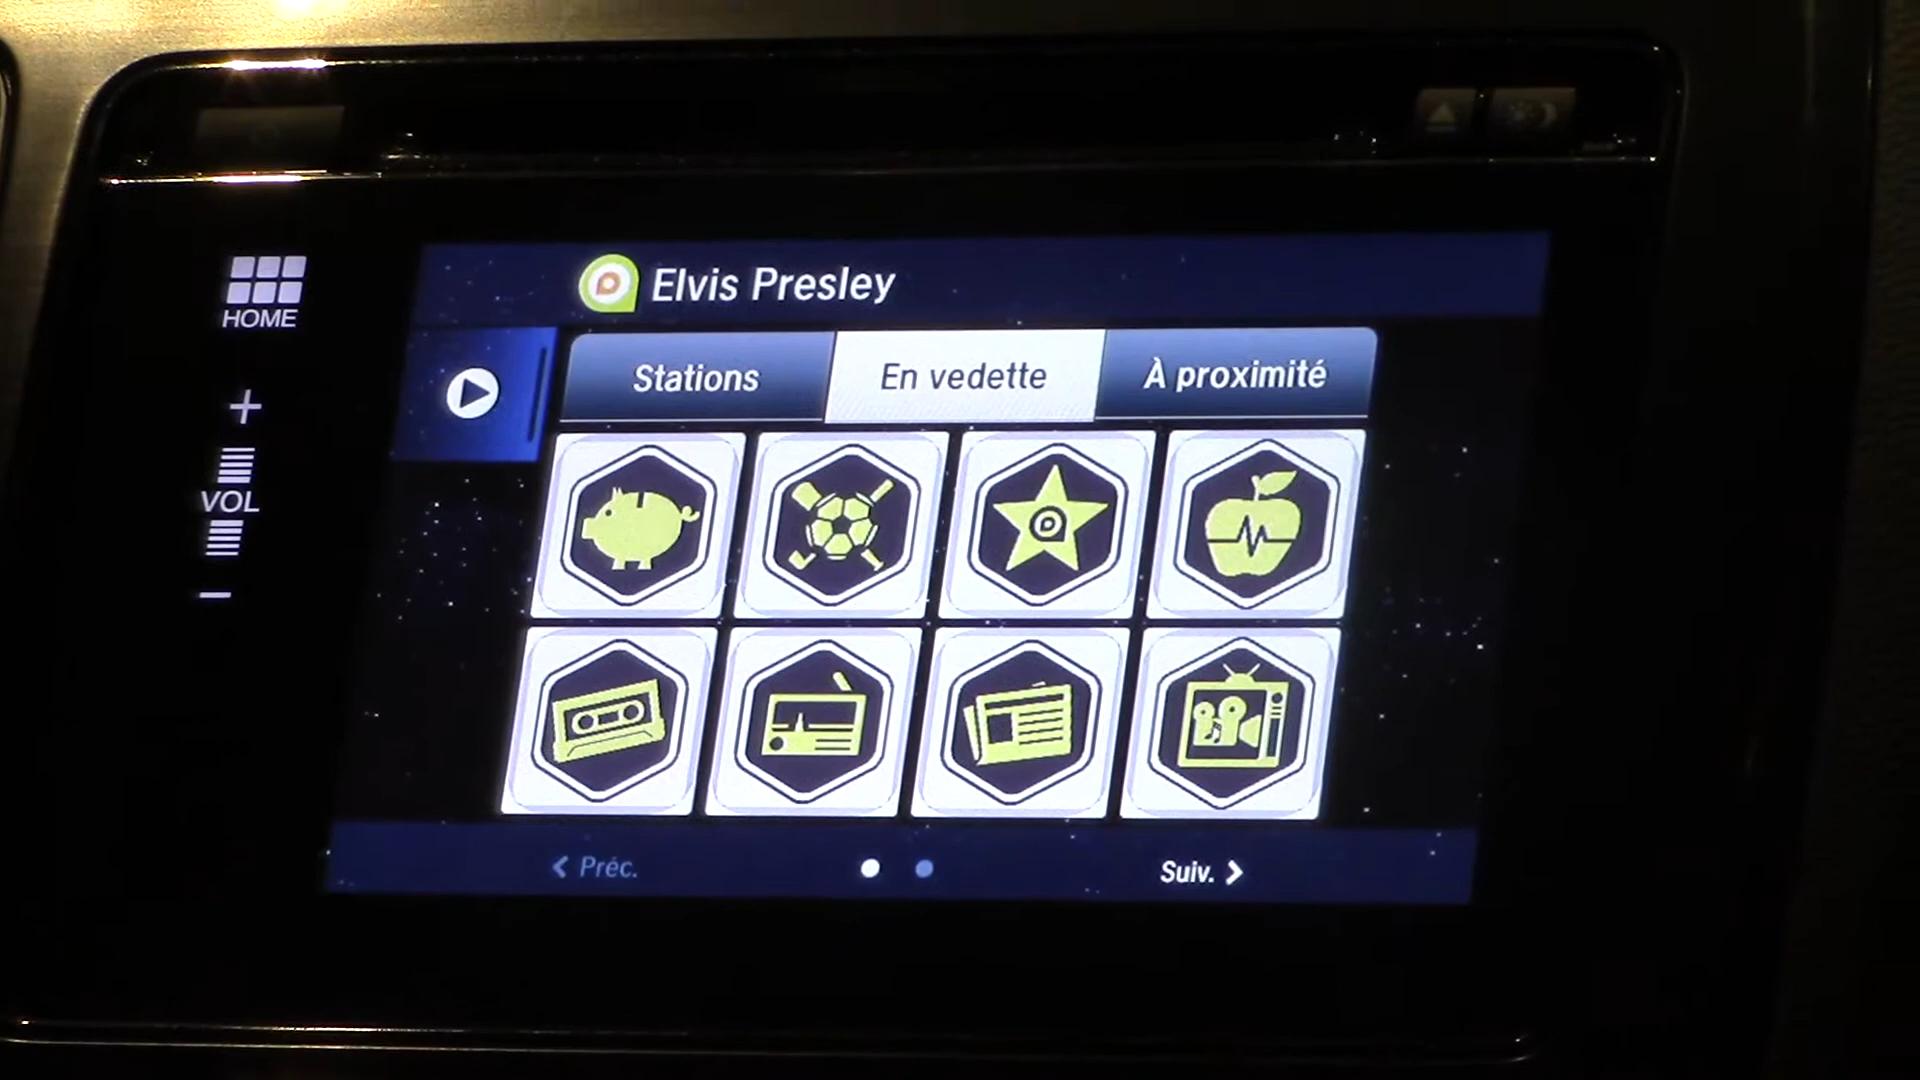 HOME
+
VOL
−
Elvis Presley
Stations
En vedette
À proximité
< Préc.
Suiv. >